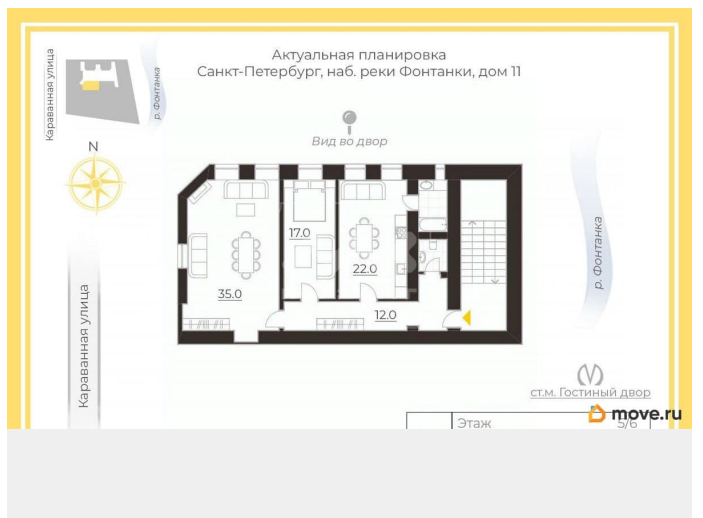 Актуальная планировка
Санкт-Петербург, наб. реки Фонтанки, дом 11
Караванная улица
р. Фонтанка
N
Вид во двор
17.0
22.0
35.0
12.0
Караванная улица
р. Фонтанка
ст.м. Гостиный двор
move.ru
Этаж 5/6